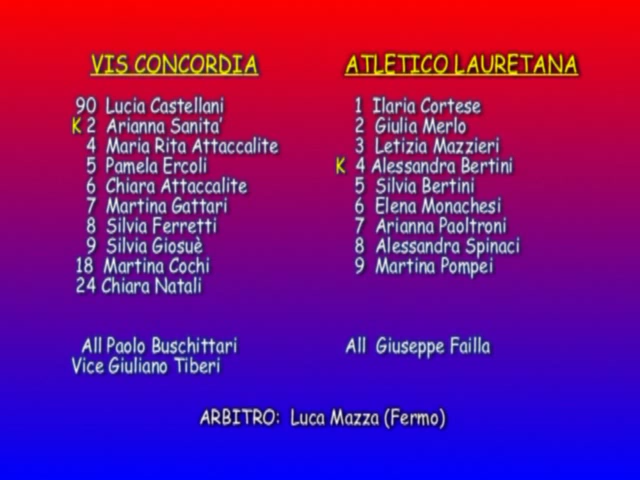 VIS CONCORDIA
90 Lucia Castellani
K 2 Arianna Sanita'
4 Maria Rita Attaccalite
5 Pamela Ercoli
6 Chiara Attaccalite
7 Martina Gattari
8 Silvia Ferretti
9 Silvia Giosuè
18 Martina Cochi
24 Chiara Natali
All Paolo Buschittari
Vice Giuliano Tiberi
ATLETICO LAURETANA
1 Ilaria Cortese
2 Giulia Merlo
3 Letizia Mazzieri
K 4 Alessandra Bertini
5 Silvia Bertini
6 Elena Monachesi
7 Arianna Paoltroni
8 Alessandra Spinaci
9 Martina Pompei
All Giuseppe Failla
ARBITRO: Luca Mazza (Fermo)